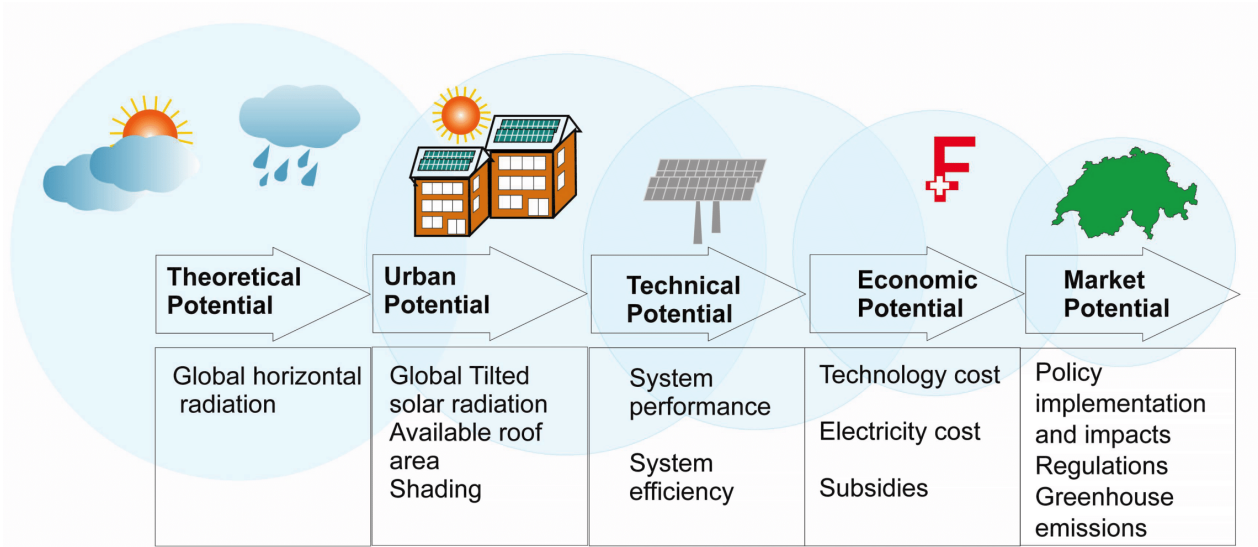 Theoretical
Potential
Urban
Potential
Technical
Potential
Economic
Potential
Market
Potential
Global horizontal
radiation
Global Tilted
solar radiation
Available roof
area
Shading
System
performance
System
efficiency
Technology cost
Electricity cost
Subsidies
Policy
implementation
and impacts
Regulations
Greenhouse
emissions
F